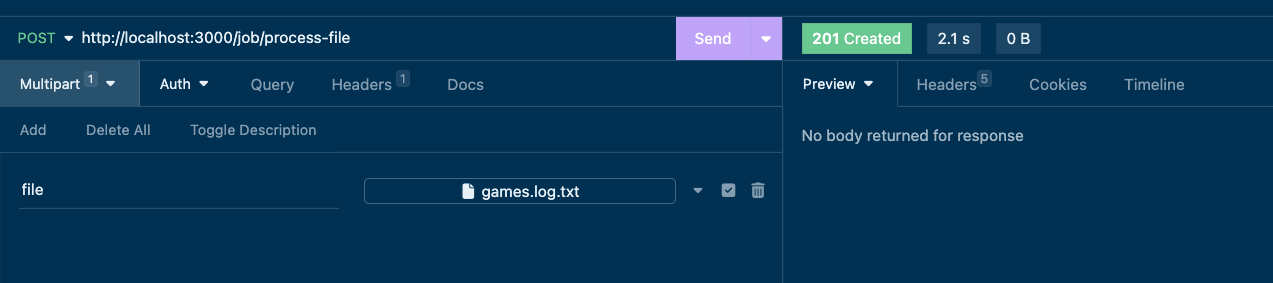 POST http://localhost:3000/job/process-file Send 201 Created 2.1 s 0 B
Multipart 1 Auth Query Headers 1 Docs Preview Headers 5 Cookies Timeline
Add Delete All Toggle Description
No body returned for response
file games.log.txt